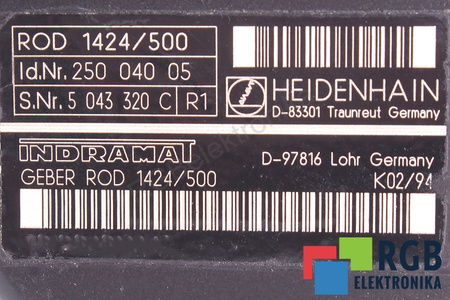 ROD 1424/500
Id.Nr. 250 040 05
S.Nr. 5 043 320 C R1
HEIDENHAIN
D-83301 Traunreut Germany
INDRAMAT
D-97816 Lohr Germany
GEBER ROD 1424/500
K02/94
RGB
ELEKTRONIKA